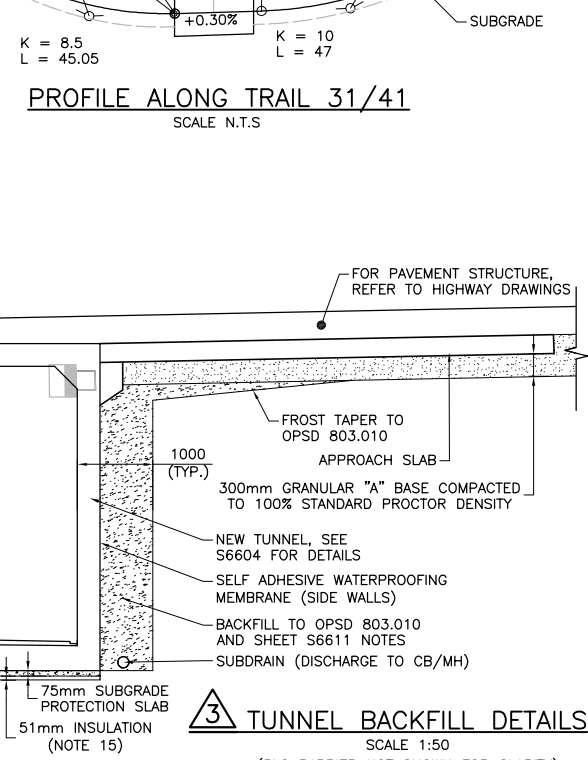 +0.30%
SUBGRADE
K = 8.5
L = 45.05
K = 10
L = 47
PROFILE ALONG TRAIL 31/41
SCALE N.T.S
FOR PAVEMENT STRUCTURE,
REFER TO HIGHWAY DRAWINGS
FROST TAPER TO
OPSD 803.010
1000
(TYP.)
APPROACH SLAB
300mm GRANULAR "A" BASE COMPACTED
TO 100% STANDARD PROCTOR DENSITY
NEW TUNNEL, SEE
S6604 FOR DETAILS
SELF ADHESIVE WATERPROOFING
MEMBRANE (SIDE WALLS)
BACKFILL TO OPSD 803.010
AND SHEET S6611 NOTES
SUBDRAIN (DISCHARGE TO CB/MH)
75mm SUBGRADE
PROTECTION SLAB
51mm INSULATION
(NOTE 15)
3 TUNNEL BACKFILL DETAILS
SCALE 1:50